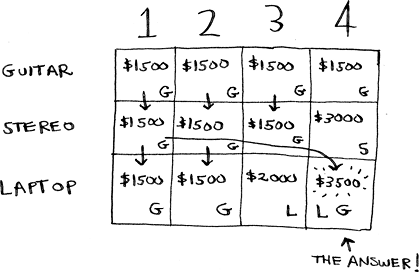 1 2 3 4
GUITAR $1500 G $1500 G $1500 G $1500 G
STEREO $1500 G $1500 G $1500 G $3000 S
LAPTOP $1500 G $1500 G $2000 L $3500 L G
THE ANSWER!